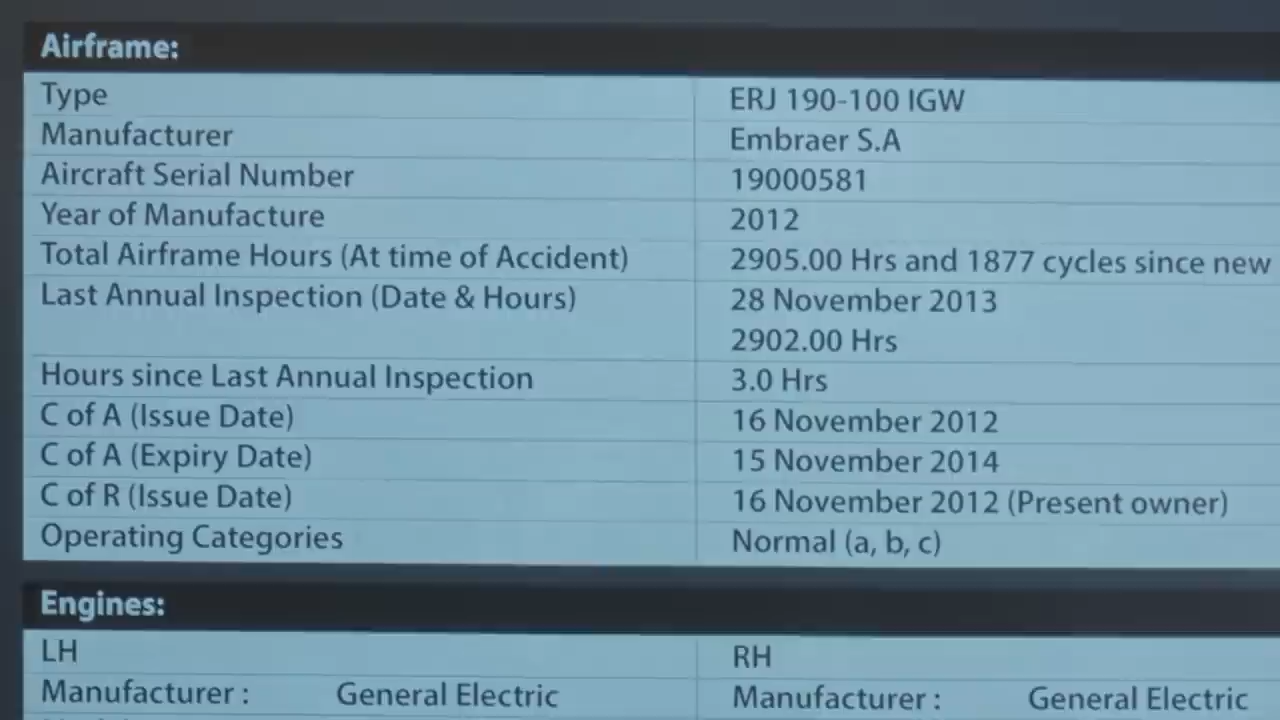 Airframe:
Type ERJ 190-100 IGW
Manufacturer Embraer S.A
Aircraft Serial Number 19000581
Year of Manufacture 2012
Total Airframe Hours (At time of Accident) 2905.00 Hrs and 1877 cycles since new
Last Annual Inspection (Date & Hours) 28 November 2013
2902.00 Hrs
Hours since Last Annual Inspection 3.0 Hrs
C of A (Issue Date) 16 November 2012
C of A (Expiry Date) 15 November 2014
C of R (Issue Date) 16 November 2012 (Present owner)
Operating Categories Normal (a, b, c)
Engines:
LH RH
Manufacturer : General Electric Manufacturer : General Electric